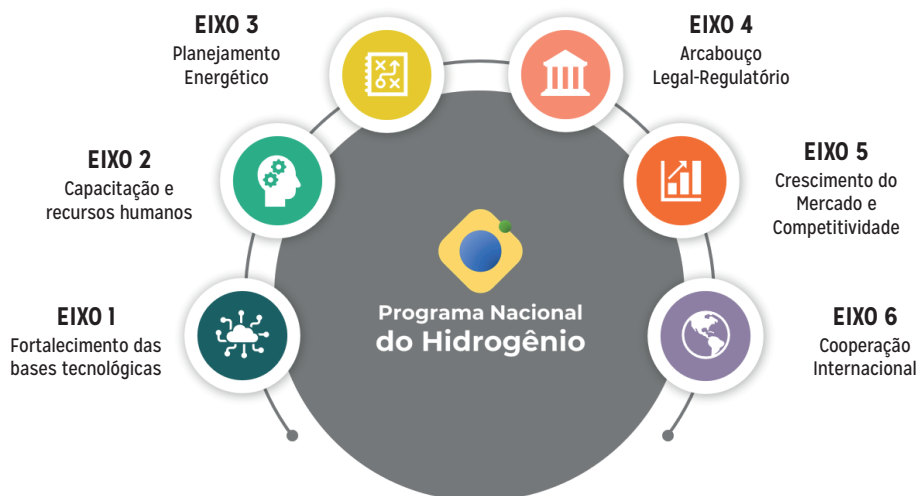 EIXO 1
Fortalecimento das
bases tecnológicas
EIXO 2
Capacitação e
recursos humanos
EIXO 3
Planejamento
Energético
EIXO 4
Arcabouço
Legal-Regulatório
EIXO 5
Crescimento do
Mercado e
Competitividade
EIXO 6
Cooperação
Internacional
Programa Nacional
do Hidrogênio